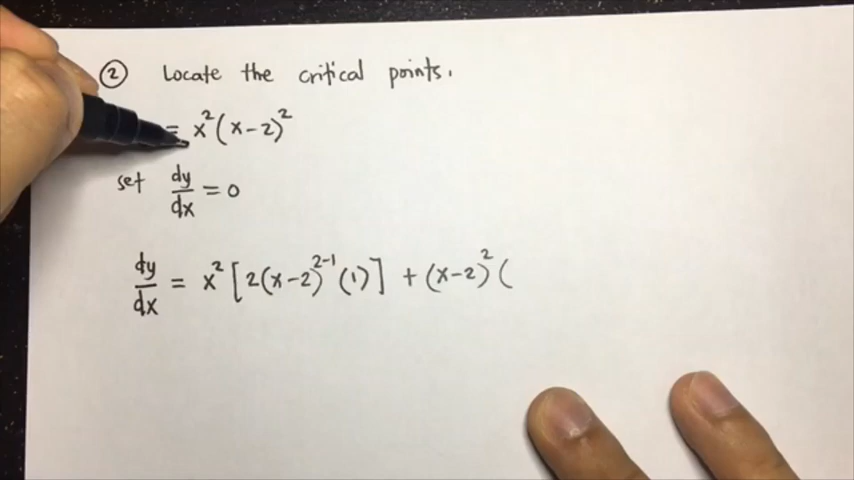 ② Locate the critical points.
= x²(x-2)²
set dy/dx = 0
dy/dx = x²[2(x-2)²⁻¹(1)] + (x-2)²(